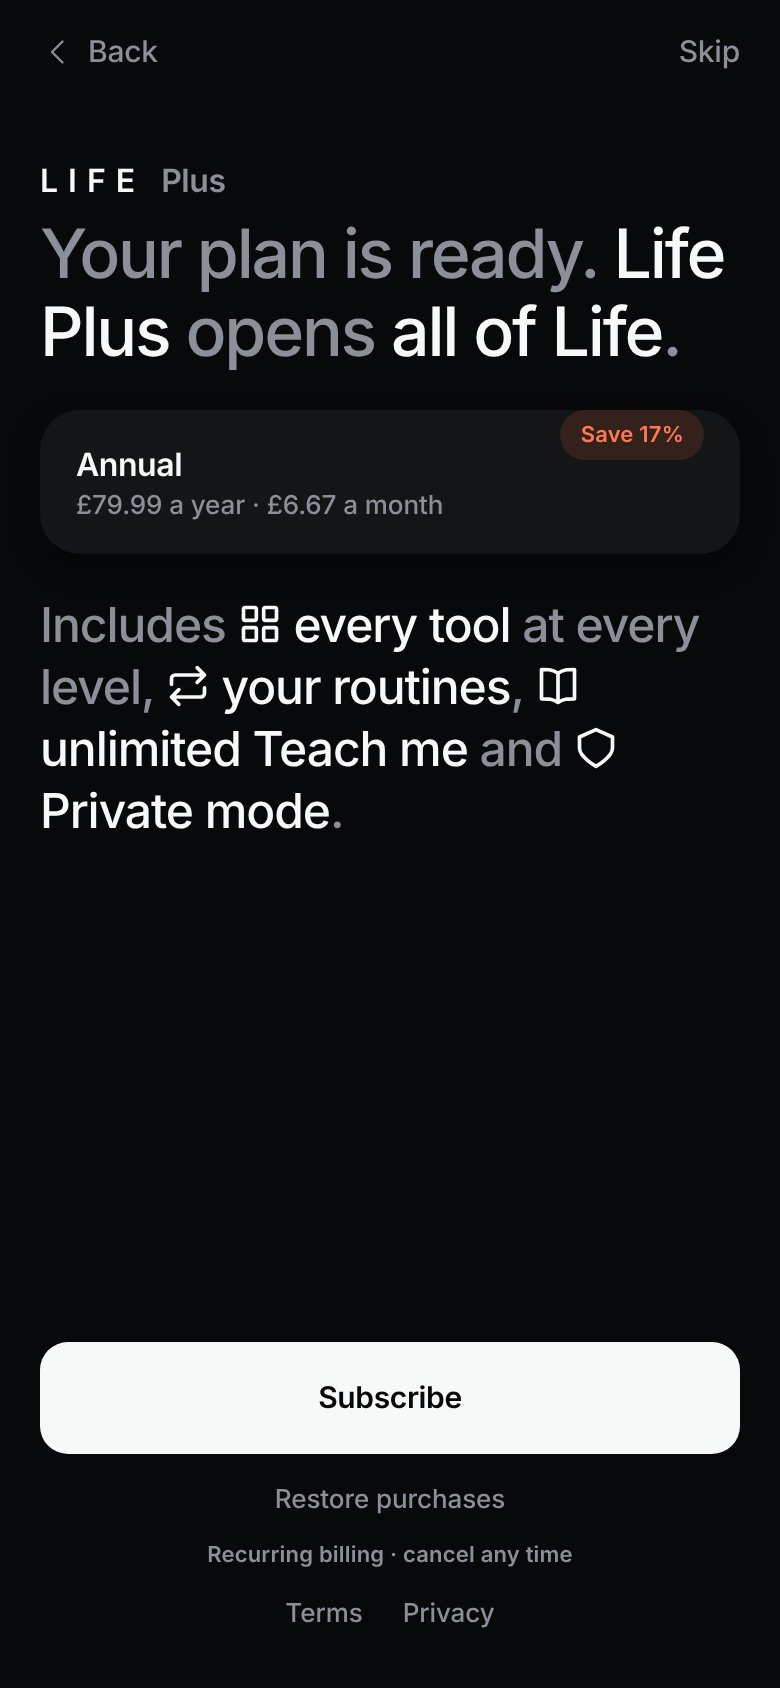 Back
Skip
LIFE Plus
Your plan is ready. Life
Plus opens all of Life.
Save 17%
Annual
£79.99 a year · £6.67 a month
Includes every tool at every
level, your routines,
unlimited Teach me and
Private mode.
Subscribe
Restore purchases
Recurring billing · cancel any time
Terms
Privacy